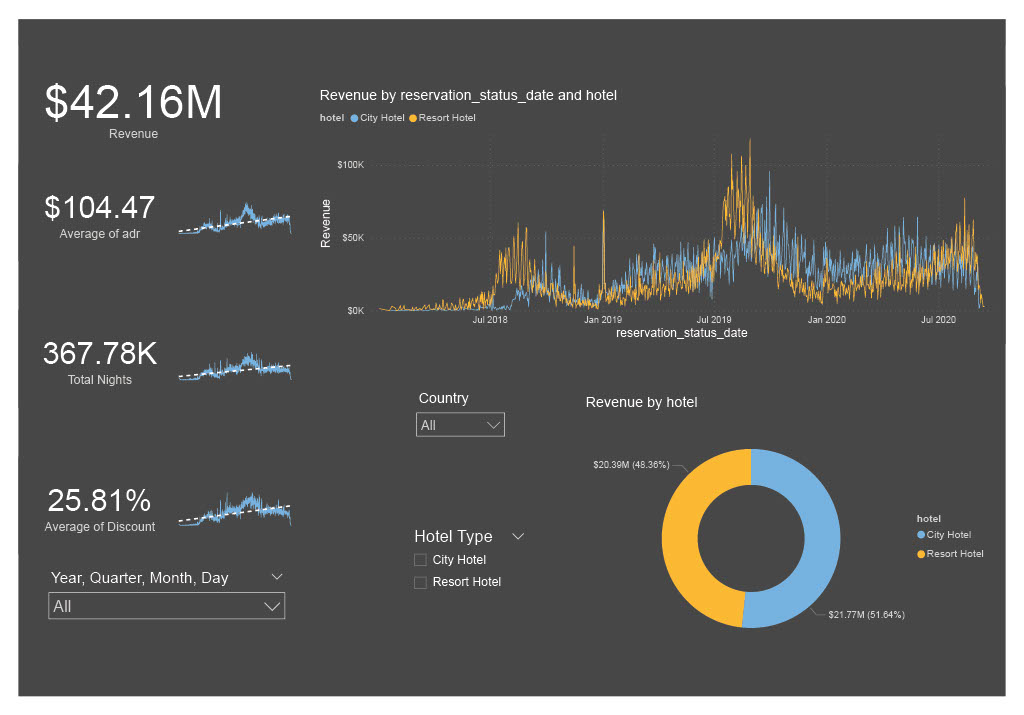 $42.16M
Revenue
$104.47
Average of adr
367.78K
Total Nights
25.81%
Average of Discount
Year, Quarter, Month, Day
All
Revenue by reservation_status_date and hotel
hotel City Hotel Resort Hotel
Revenue
$100K
$50K
$0K
Jul 2018 Jan 2019 Jul 2019 Jan 2020 Jul 2020
reservation_status_date
Country
All
Hotel Type
City Hotel
Resort Hotel
Revenue by hotel
$20.39M (48.36%)
$21.77M (51.64%)
hotel
City Hotel
Resort Hotel